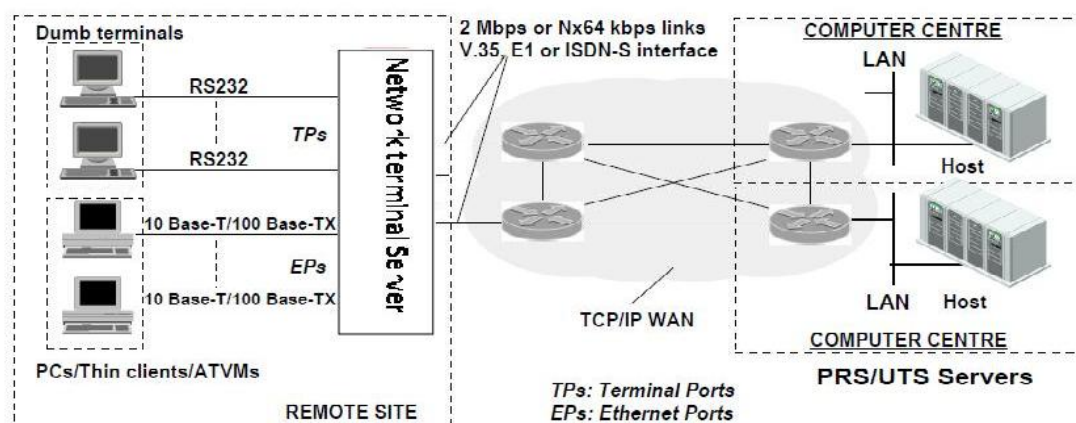 Dumb terminals
RS232
TPs
RS232
10 Base-T/100 Base-TX
EPs
10 Base-T/100 Base-TX
PCs/Thin clients/ATVMs
REMOTE SITE
Network terminal Server
2 Mbps or Nx64 kbps links
V.35, E1 or ISDN-S interface
TCP/IP WAN
TPs: Terminal Ports
EPs: Ethernet Ports
COMPUTER CENTRE
LAN
Host
LAN
Host
COMPUTER CENTRE
PRS/UTS Servers